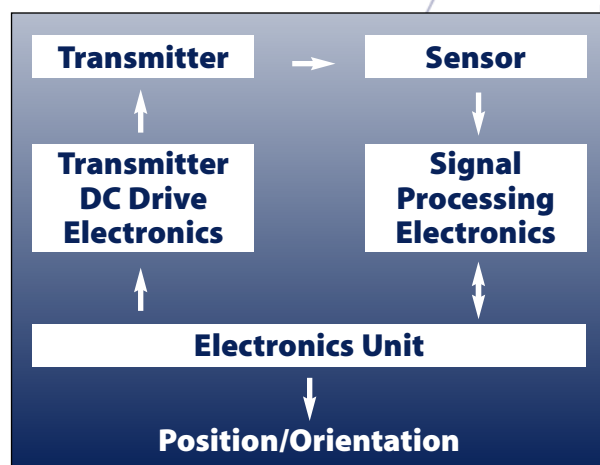 Transmitter
Sensor
Transmitter
DC Drive
Electronics
Signal
Processing
Electronics
Electronics Unit
Position/Orientation